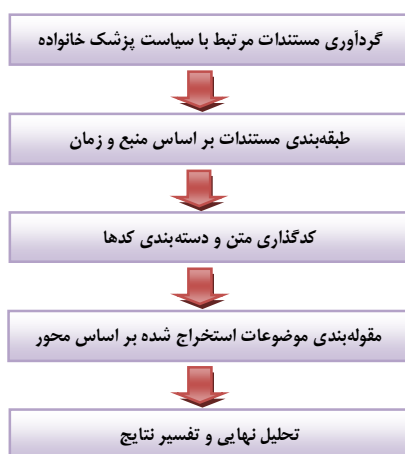 گردآوری مستندات مرتبط با سیاست پزشک خانواده
طبقه‌بندی مستندات بر اساس منبع و زمان
کدگذاری متن و دسته‌بندی کدها
مقوله‌بندی موضوعات استخراج شده بر اساس محور
تحلیل نهایی و تفسیر نتایج